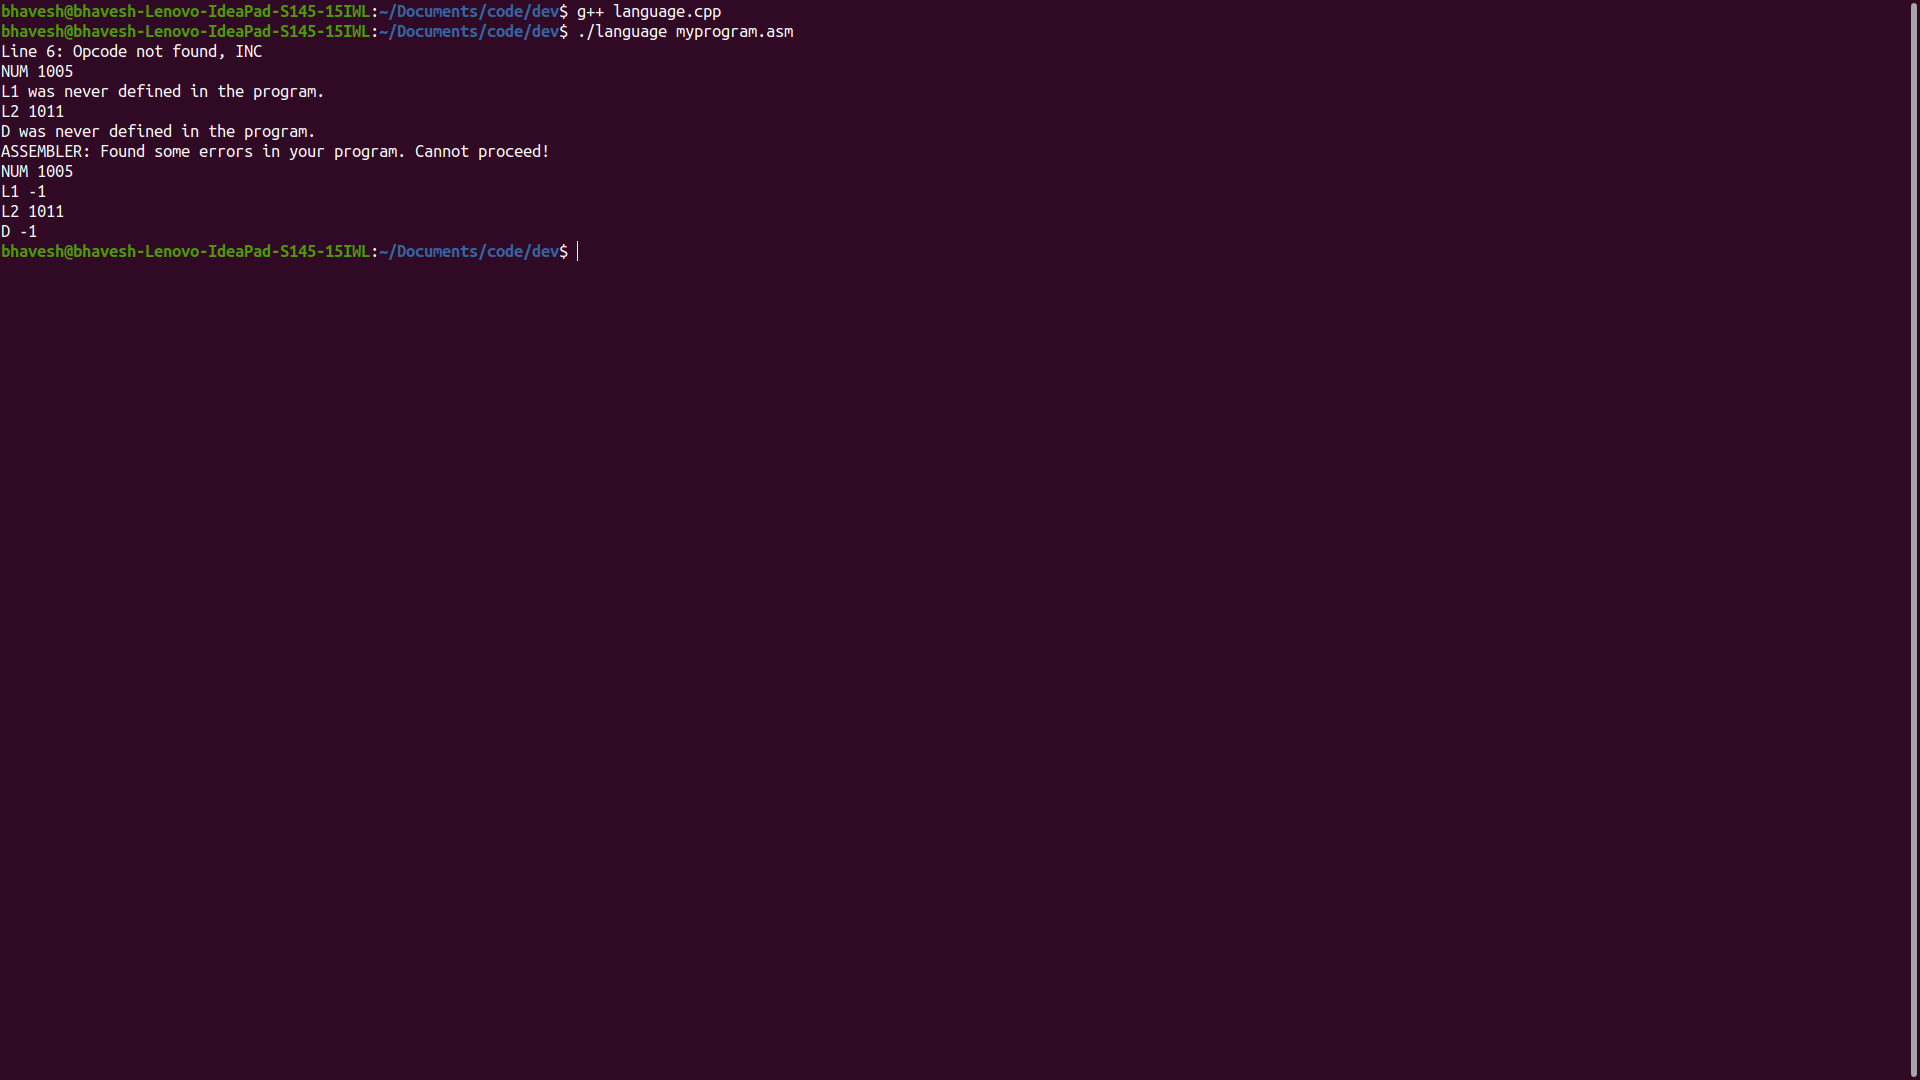 bhavesh@bhavesh-Lenovo-IdeaPad-S145-15IWL:~/Documents/code/dev$ g++ language.cpp
bhavesh@bhavesh-Lenovo-IdeaPad-S145-15IWL:~/Documents/code/dev$ ./language myprogram.asm
Line 6: Opcode not found, INC
NUM 1005
L1 was never defined in the program.
L2 1011
D was never defined in the program.
ASSEMBLER: Found some errors in your program. Cannot proceed!
NUM 1005
L1 -1
L2 1011
D -1
bhavesh@bhavesh-Lenovo-IdeaPad-S145-15IWL:~/Documents/code/dev$